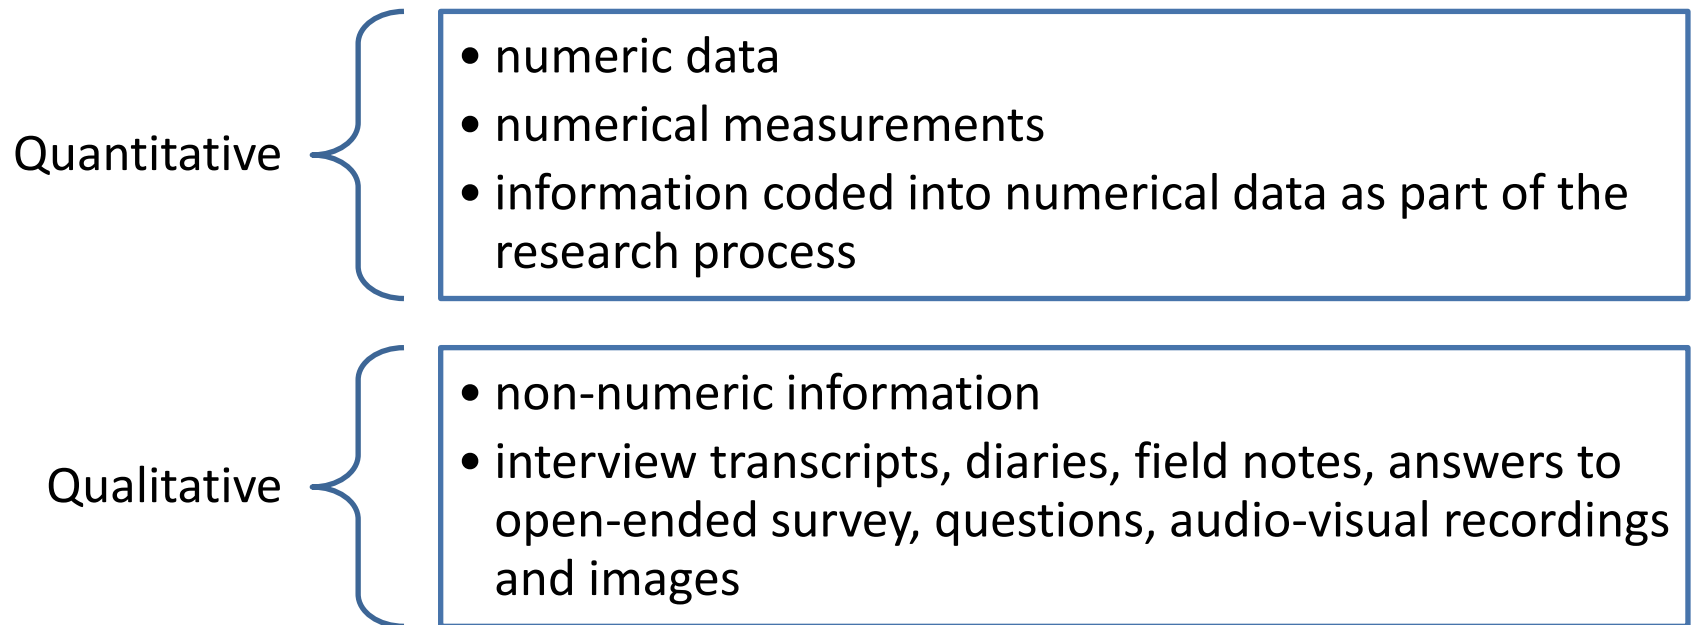 Quantitative
• numeric data
• numerical measurements
• information coded into numerical data as part of the
research process
Qualitative
• non-numeric information
• interview transcripts, diaries, field notes, answers to
open-ended survey, questions, audio-visual recordings
and images